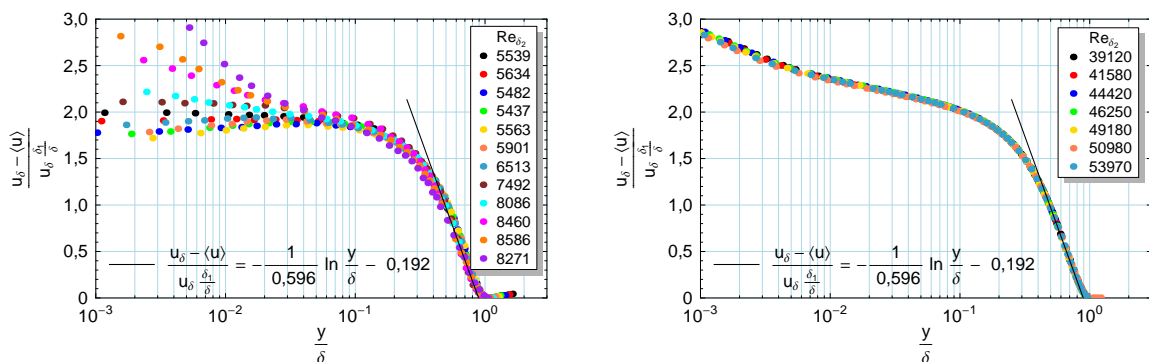 3,0
2,5
2,0
1,5
1,0
0,5
0
u_δ − ⟨u⟩
u_δ δ₁/δ
Re_δ₂
5539
5634
5482
5437
5563
5901
6513
7492
8086
8460
8586
8271
(u_δ − ⟨u⟩)/(u_δ δ₁/δ) = − 1/0,596 ln y/δ − 0,192
10⁻³ 10⁻² 10⁻¹ 10⁰
y/δ
3,0
2,5
2,0
1,5
1,0
0,5
0
u_δ − ⟨u⟩
u_δ δ₁/δ
Re_δ₂
39120
41580
44420
46250
49180
50980
53970
(u_δ − ⟨u⟩)/(u_δ δ₁/δ) = − 1/0,596 ln y/δ − 0,192
10⁻³ 10⁻² 10⁻¹ 10⁰
y/δ